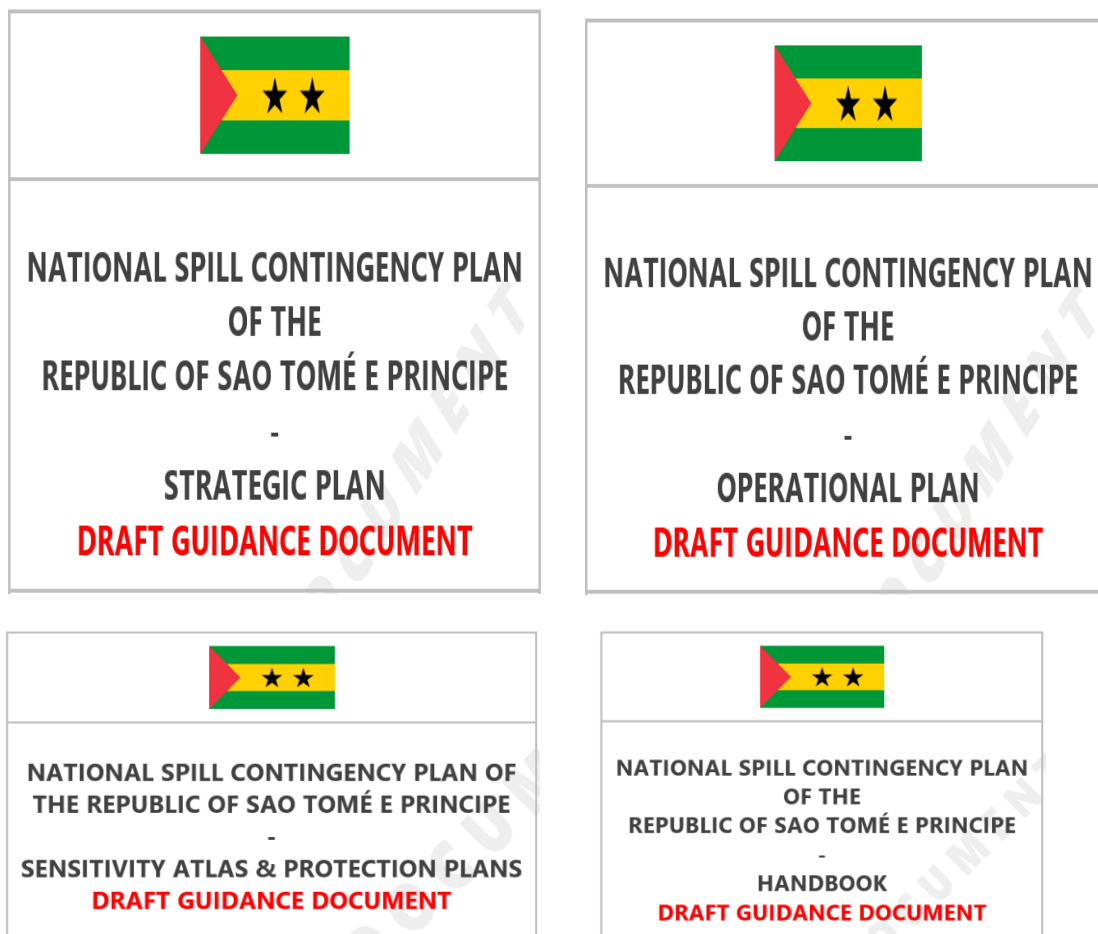 NATIONAL SPILL CONTINGENCY PLAN
OF THE
REPUBLIC OF SAO TOMÉ E PRINCIPE
-
STRATEGIC PLAN
DRAFT GUIDANCE DOCUMENT
NATIONAL SPILL CONTINGENCY PLAN
OF THE
REPUBLIC OF SAO TOMÉ E PRINCIPE
-
OPERATIONAL PLAN
DRAFT GUIDANCE DOCUMENT
NATIONAL SPILL CONTINGENCY PLAN OF
THE REPUBLIC OF SAO TOMÉ E PRINCIPE
-
SENSITIVITY ATLAS & PROTECTION PLANS
DRAFT GUIDANCE DOCUMENT
NATIONAL SPILL CONTINGENCY PLAN
OF THE
REPUBLIC OF SAO TOMÉ E PRINCIPE
-
HANDBOOK
DRAFT GUIDANCE DOCUMENT